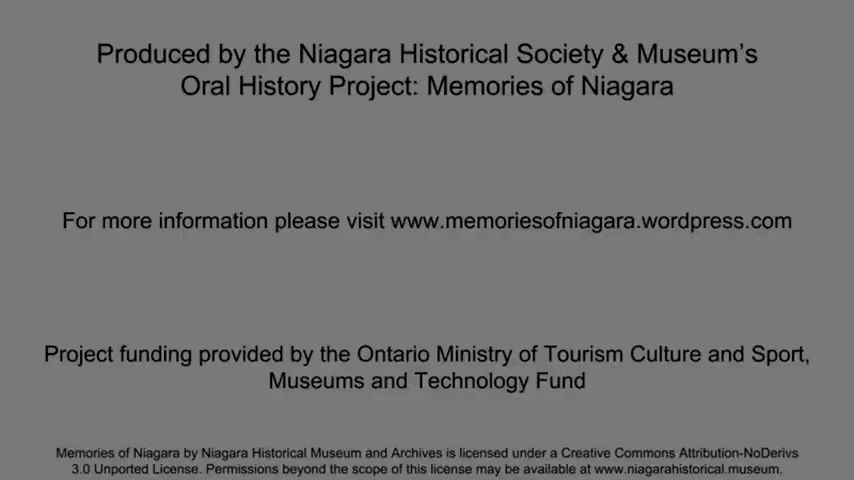 Produced by the Niagara Historical Society & Museum’s
Oral History Project: Memories of Niagara
For more information please visit www.memoriesofniagara.wordpress.com
Project funding provided by the Ontario Ministry of Tourism Culture and Sport,
Museums and Technology Fund
Memories of Niagara by Niagara Historical Museum and Archives is licensed under a Creative Commons Attribution-NoDerivs
3.0 Unported License. Permissions beyond the scope of this license may be available at www.niagarahistorical.museum.